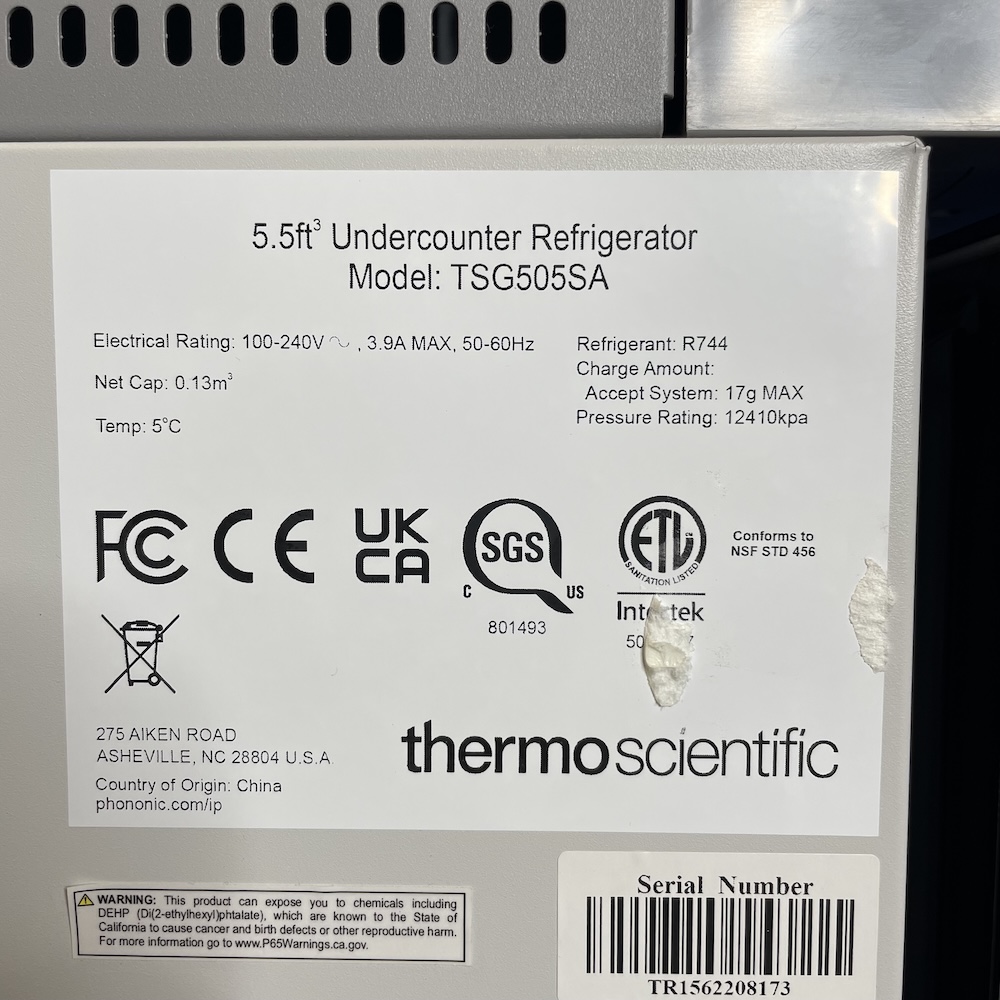 5.5ft³ Undercounter Refrigerator
Model: TSG505SA
Electrical Rating: 100-240V ~ , 3.9A MAX, 50-60Hz
Net Cap: 0.13m³
Temp: 5°C
Refrigerant: R744
Charge Amount:
Accept System: 17g MAX
Pressure Rating: 12410kpa
FC CE UK CA
SGS
C US
801493
ETL
SANITATION LISTED
Intertek
Conforms to
NSF STD 456
275 AIKEN ROAD
ASHEVILLE, NC 28804 U.S.A.
Country of Origin: China
phononic.com/ip
thermo scientific
WARNING: This product can expose you to chemicals including
DEHP (Di(2-ethylhexyl)phtalate), which are known to the State of
California to cause cancer and birth defects or other reproductive harm.
For more information go to www.P65Warnings.ca.gov.
Serial Number
TR1562208173